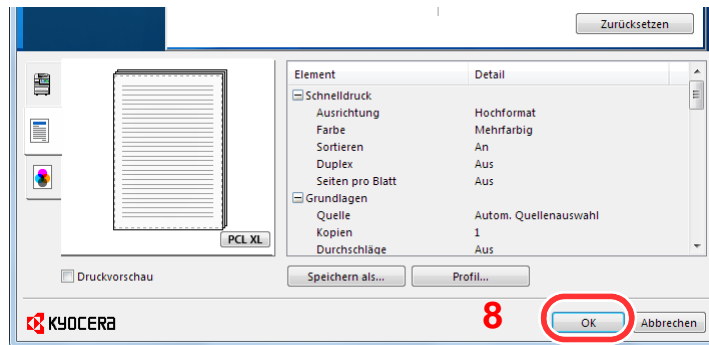 Zurücksetzen
Element Detail
Schnelldruck
Ausrichtung Hochformat
Farbe Mehrfarbig
Sortieren An
Duplex Aus
Seiten pro Blatt Aus
Grundlagen
Quelle Autom. Quellenauswahl
Kopien 1
Durchschläge Aus
PCL XL
Druckvorschau Speichern als... Profil...
KYOCERA 8 OK Abbrechen